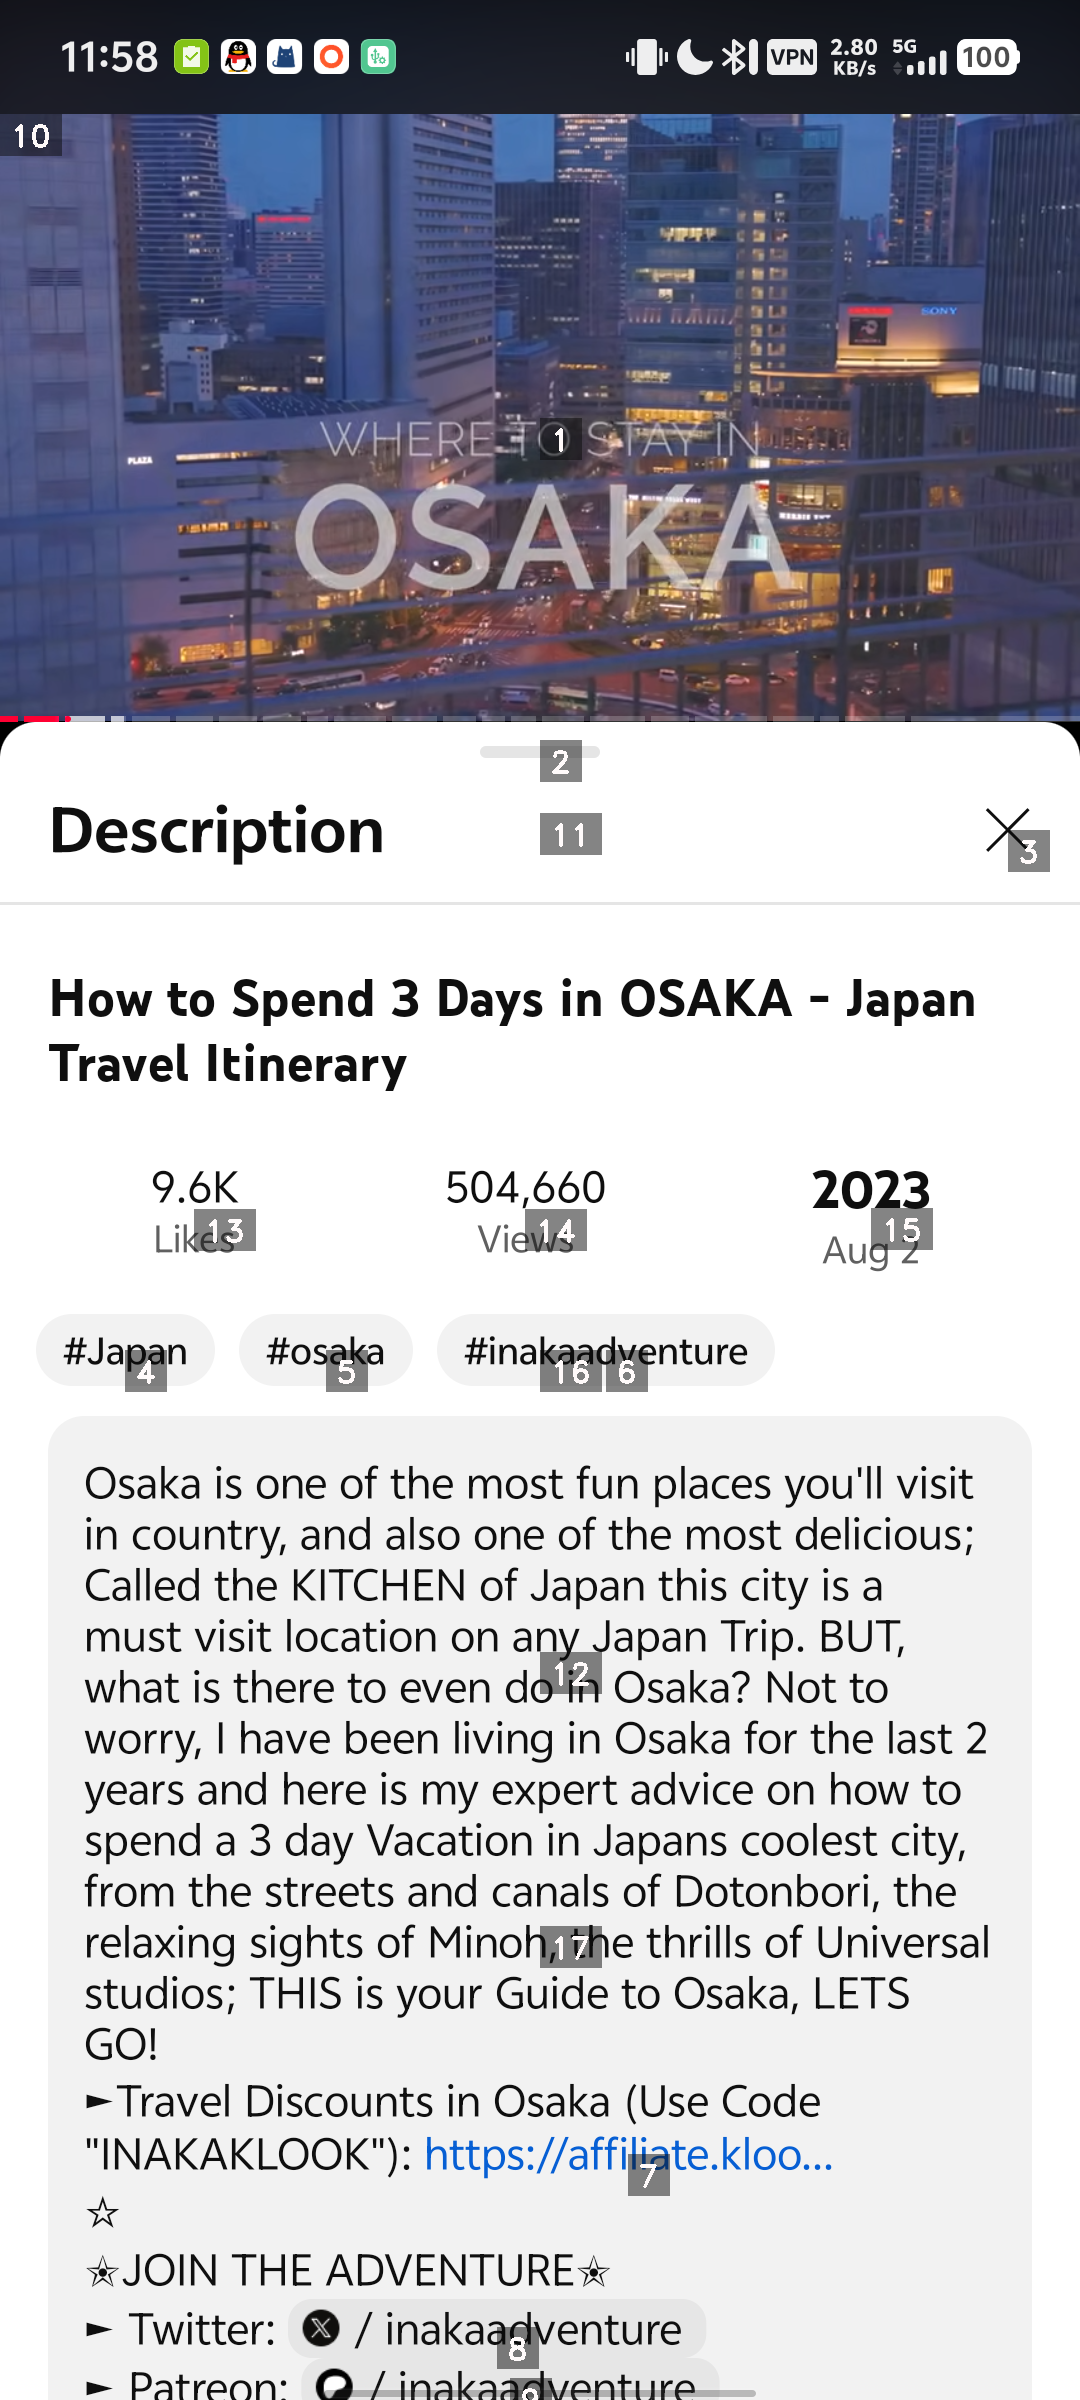 11:58
VPN
2.80
KB/s
5G
100
10
SONY
PLAZA
WHERE TO STAY IN
1
OSAKA
2
Description
11
3
How to Spend 3 Days in OSAKA - Japan
Travel Itinerary
9.6K
504,660
2023
Likes
13
Views
14
Aug 2
15
#Japan
#osaka
#inakaadventure
4
5
16
6
Osaka is one of the most fun places you'll visit
in country, and also one of the most delicious;
Called the KITCHEN of Japan this city is a
must visit location on any Japan Trip. BUT,
12
what is there to even do in Osaka? Not to
worry, I have been living in Osaka for the last 2
years and here is my expert advice on how to
spend a 3 day Vacation in Japans coolest city,
from the streets and canals of Dotonbori, the
relaxing sights of Minoh, the thrills of Universal
17
studios; THIS is your Guide to Osaka, LETS
GO!
►Travel Discounts in Osaka (Use Code
"INAKAKLOOK"): https://affiliate.kloo...
7
☆
✭JOIN THE ADVENTURE✭
► Twitter: / inakaadventure
8
► Patreon: / inakaadventure